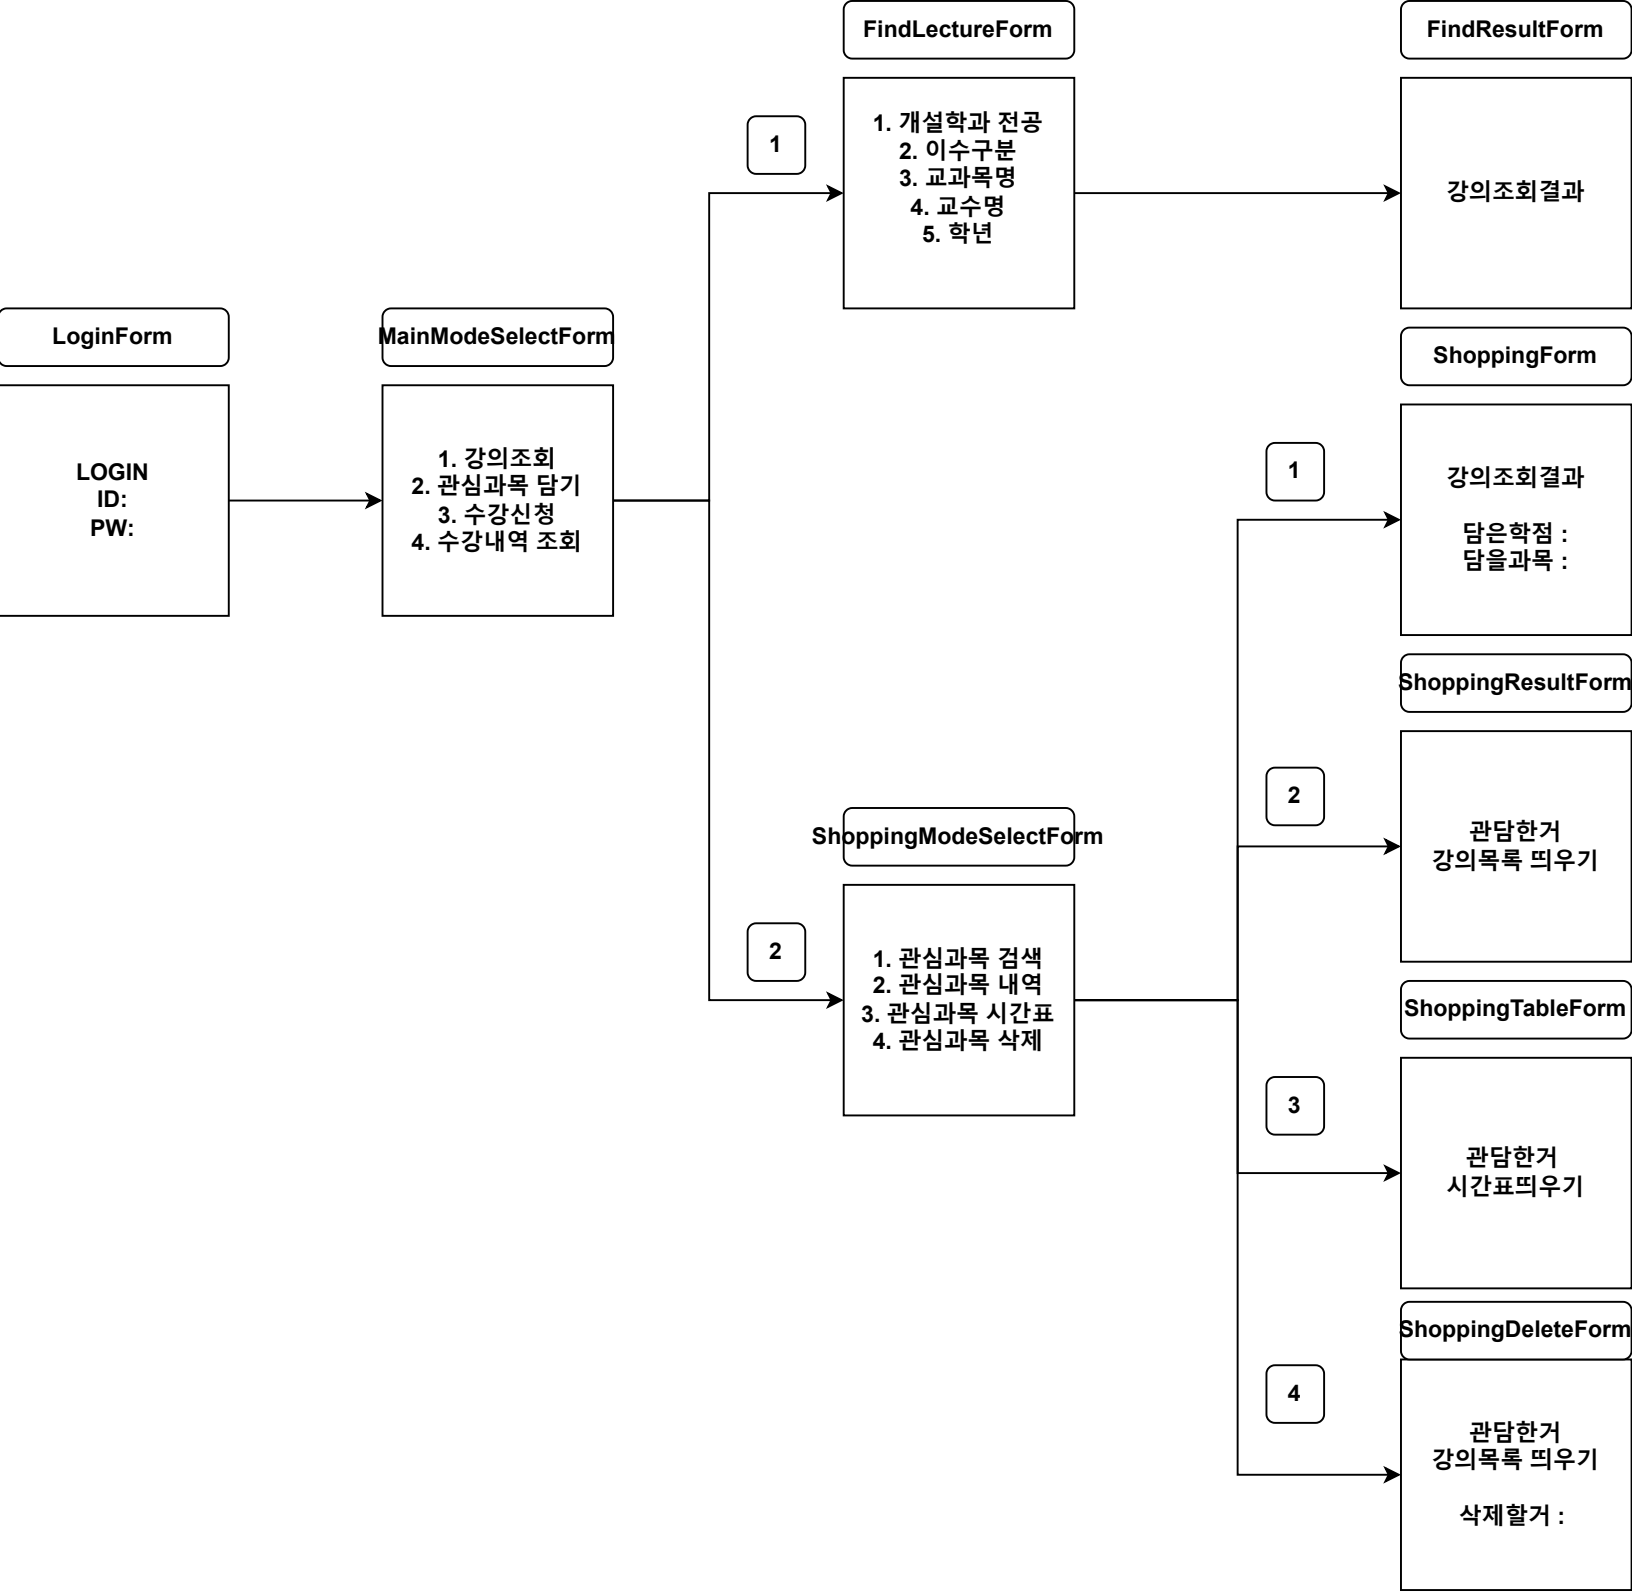 LoginForm
LOGIN
ID:
PW:
MainModeSelectForm
1. 강의조회
2. 관심과목 담기
3. 수강신청
4. 수강내역 조회
1
FindLectureForm
1. 개설학과 전공
2. 이수구분
3. 교과목명
4. 교수명
5. 학년
FindResultForm
강의조회결과
2
ShoppingModeSelectForm
1. 관심과목 검색
2. 관심과목 내역
3. 관심과목 시간표
4. 관심과목 삭제
1
ShoppingForm
강의조회결과
담은학점 :
담을과목 :
2
ShoppingResultForm
관담한거
강의목록 띄우기
3
ShoppingTableForm
관담한거
시간표띄우기
4
ShoppingDeleteForm
관담한거
강의목록 띄우기
삭제할거 :